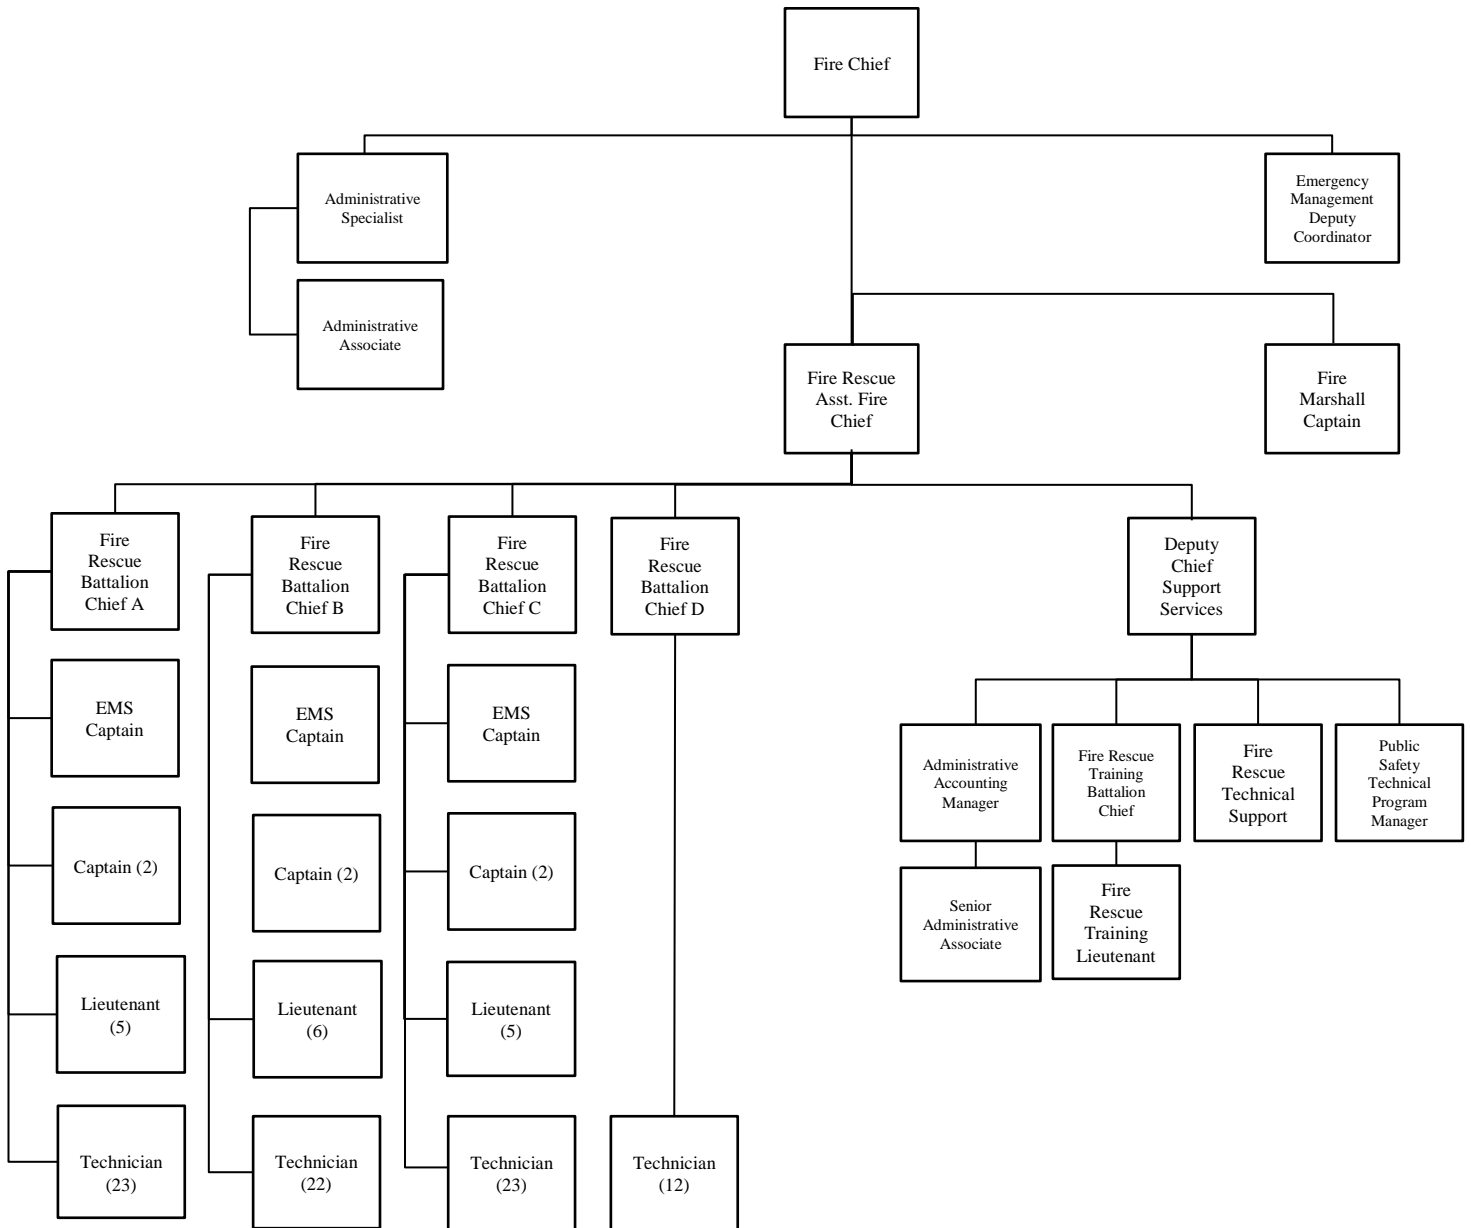 Fire Chief
Administrative
Specialist
Emergency
Management
Deputy
Coordinator
Administrative
Associate
Fire Rescue
Asst. Fire
Chief
Fire
Marshall
Captain
Fire
Rescue
Battalion
Chief A
Fire
Rescue
Battalion
Chief B
Fire
Rescue
Battalion
Chief C
Fire
Rescue
Battalion
Chief D
Deputy
Chief
Support
Services
EMS
Captain
EMS
Captain
EMS
Captain
Administrative
Accounting
Manager
Fire Rescue
Training
Battalion
Chief
Fire
Rescue
Technical
Support
Public
Safety
Technical
Program
Manager
Captain (2)
Captain (2)
Captain (2)
Senior
Administrative
Associate
Fire
Rescue
Training
Lieutenant
Lieutenant
(5)
Lieutenant
(6)
Lieutenant
(5)
Technician
(23)
Technician
(22)
Technician
(23)
Technician
(12)